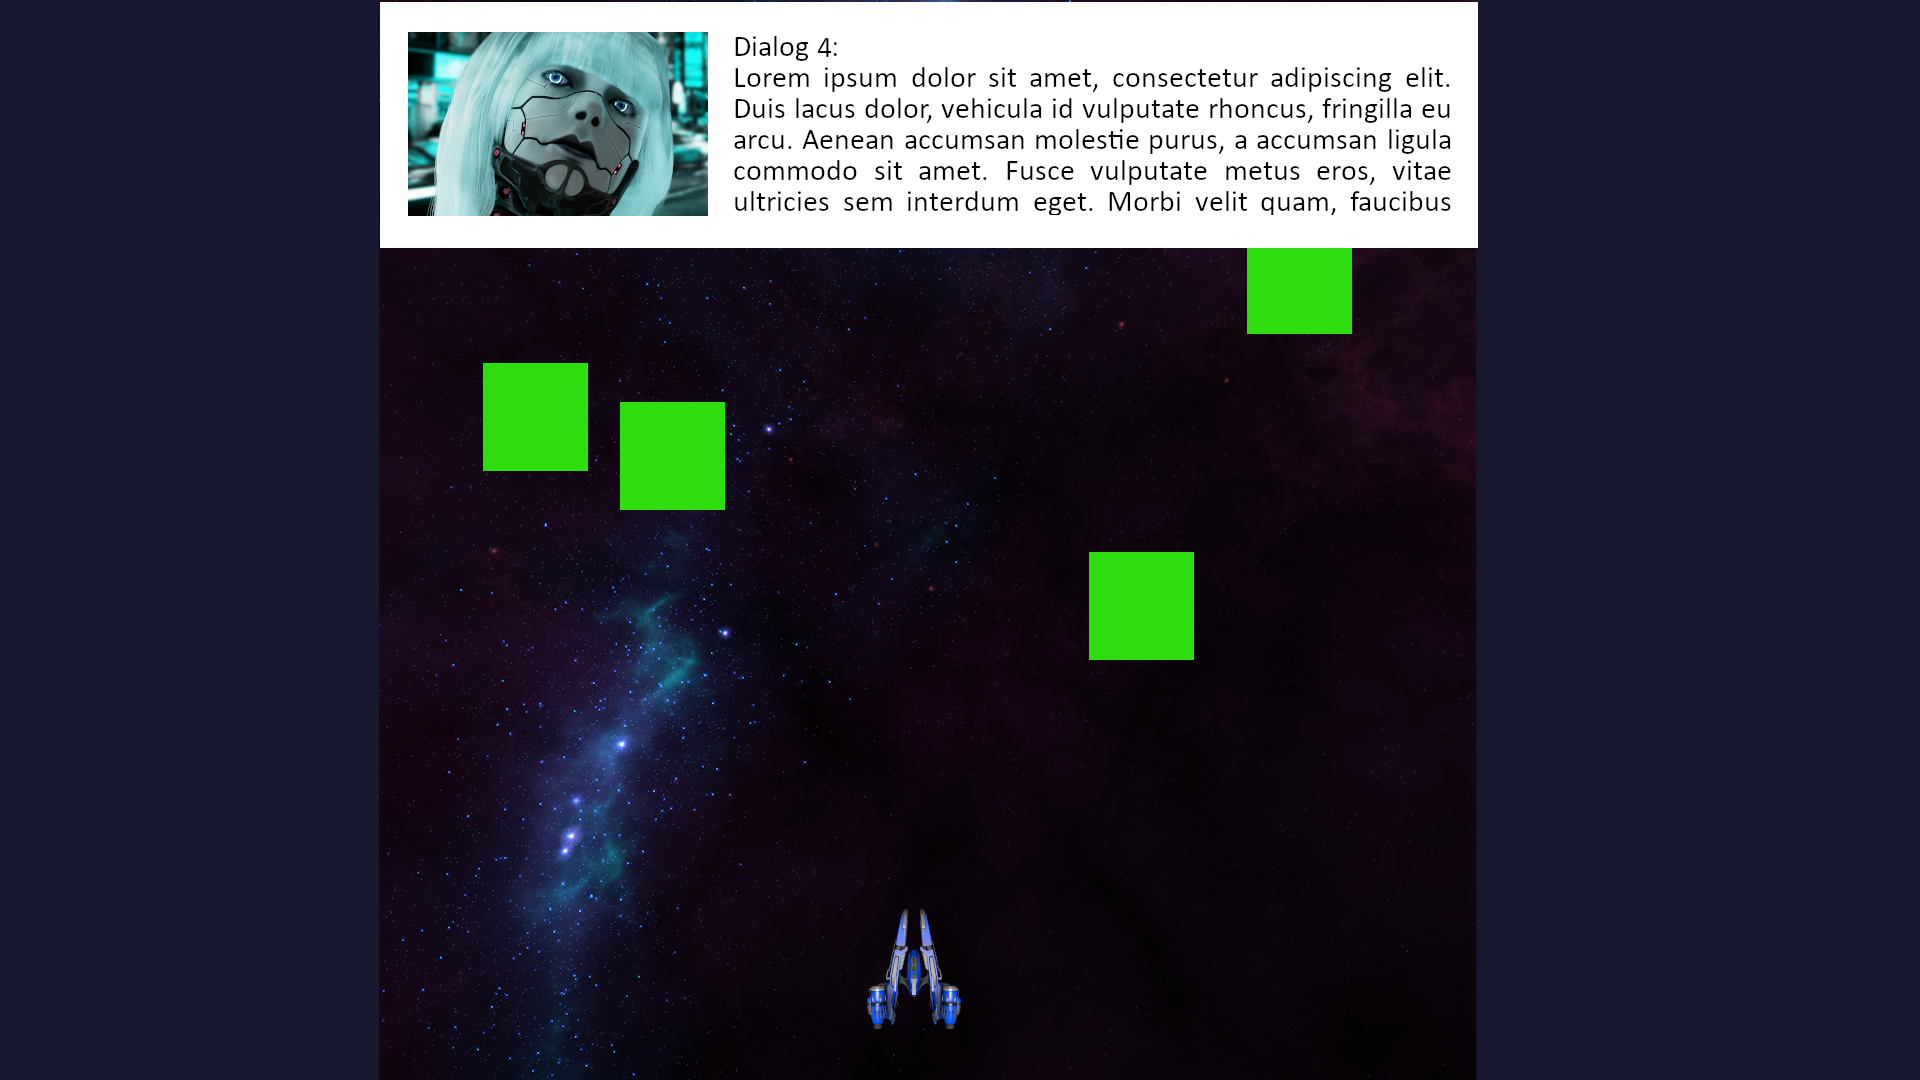 Dialog 4:
Lorem ipsum dolor sit amet, consectetur adipiscing elit.
Duis lacus dolor, vehicula id vulputate rhoncus, fringilla eu
arcu. Aenean accumsan molestie purus, a accumsan ligula
commodo sit amet. Fusce vulputate metus eros, vitae
ultricies sem interdum eget. Morbi velit quam, faucibus